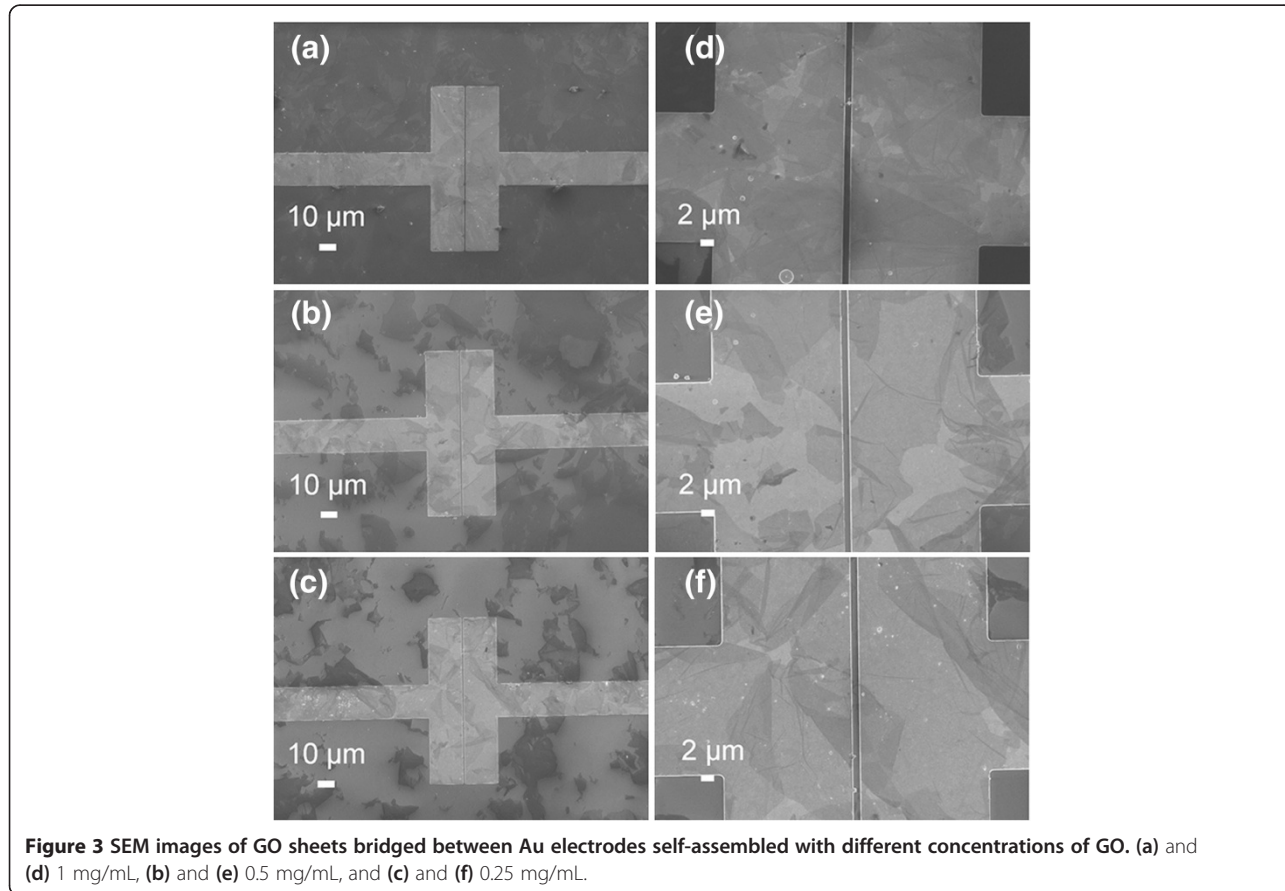 (a)
10 μm
(d)
2 μm
(b)
10 μm
(e)
2 μm
(c)
10 μm
(f)
2 μm
Figure 3 SEM images of GO sheets bridged between Au electrodes self-assembled with different concentrations of GO. (a) and
(d) 1 mg/mL, (b) and (e) 0.5 mg/mL, and (c) and (f) 0.25 mg/mL.